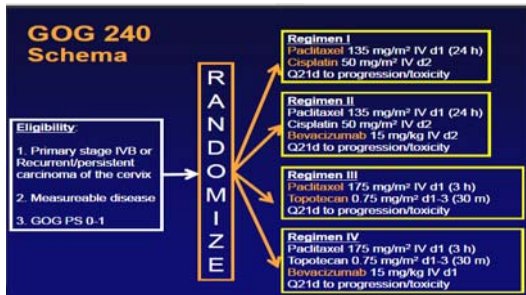 GOG 240
Schema
Eligibility:
1. Primary stage IVB or
Recurrent/persistent
carcinoma of the cervix
2. Measureable disease
3. GOG PS 0-1
RANDOMIZE
Regimen I
Paclitaxel 135 mg/m² IV d1 (24 h)
Cisplatin 50 mg/m² IV d2
Q21d to progression/toxicity
Regimen II
Paclitaxel 135 mg/m² IV d1 (24 h)
Cisplatin 50 mg/m² IV d2
Bevacizumab 15 mg/kg IV d2
Q21d to progression/toxicity
Regimen III
Paclitaxel 175 mg/m² IV d1 (3 h)
Topotecan 0.75 mg/m² d1-3 (30 m)
Q21d to progression/toxicity
Regimen IV
Paclitaxel 175 mg/m² IV d1 (3 h)
Topotecan 0.75 mg/m² d1-3 (30 m)
Bevacizumab 15 mg/kg IV d1
Q21d to progression/toxicity